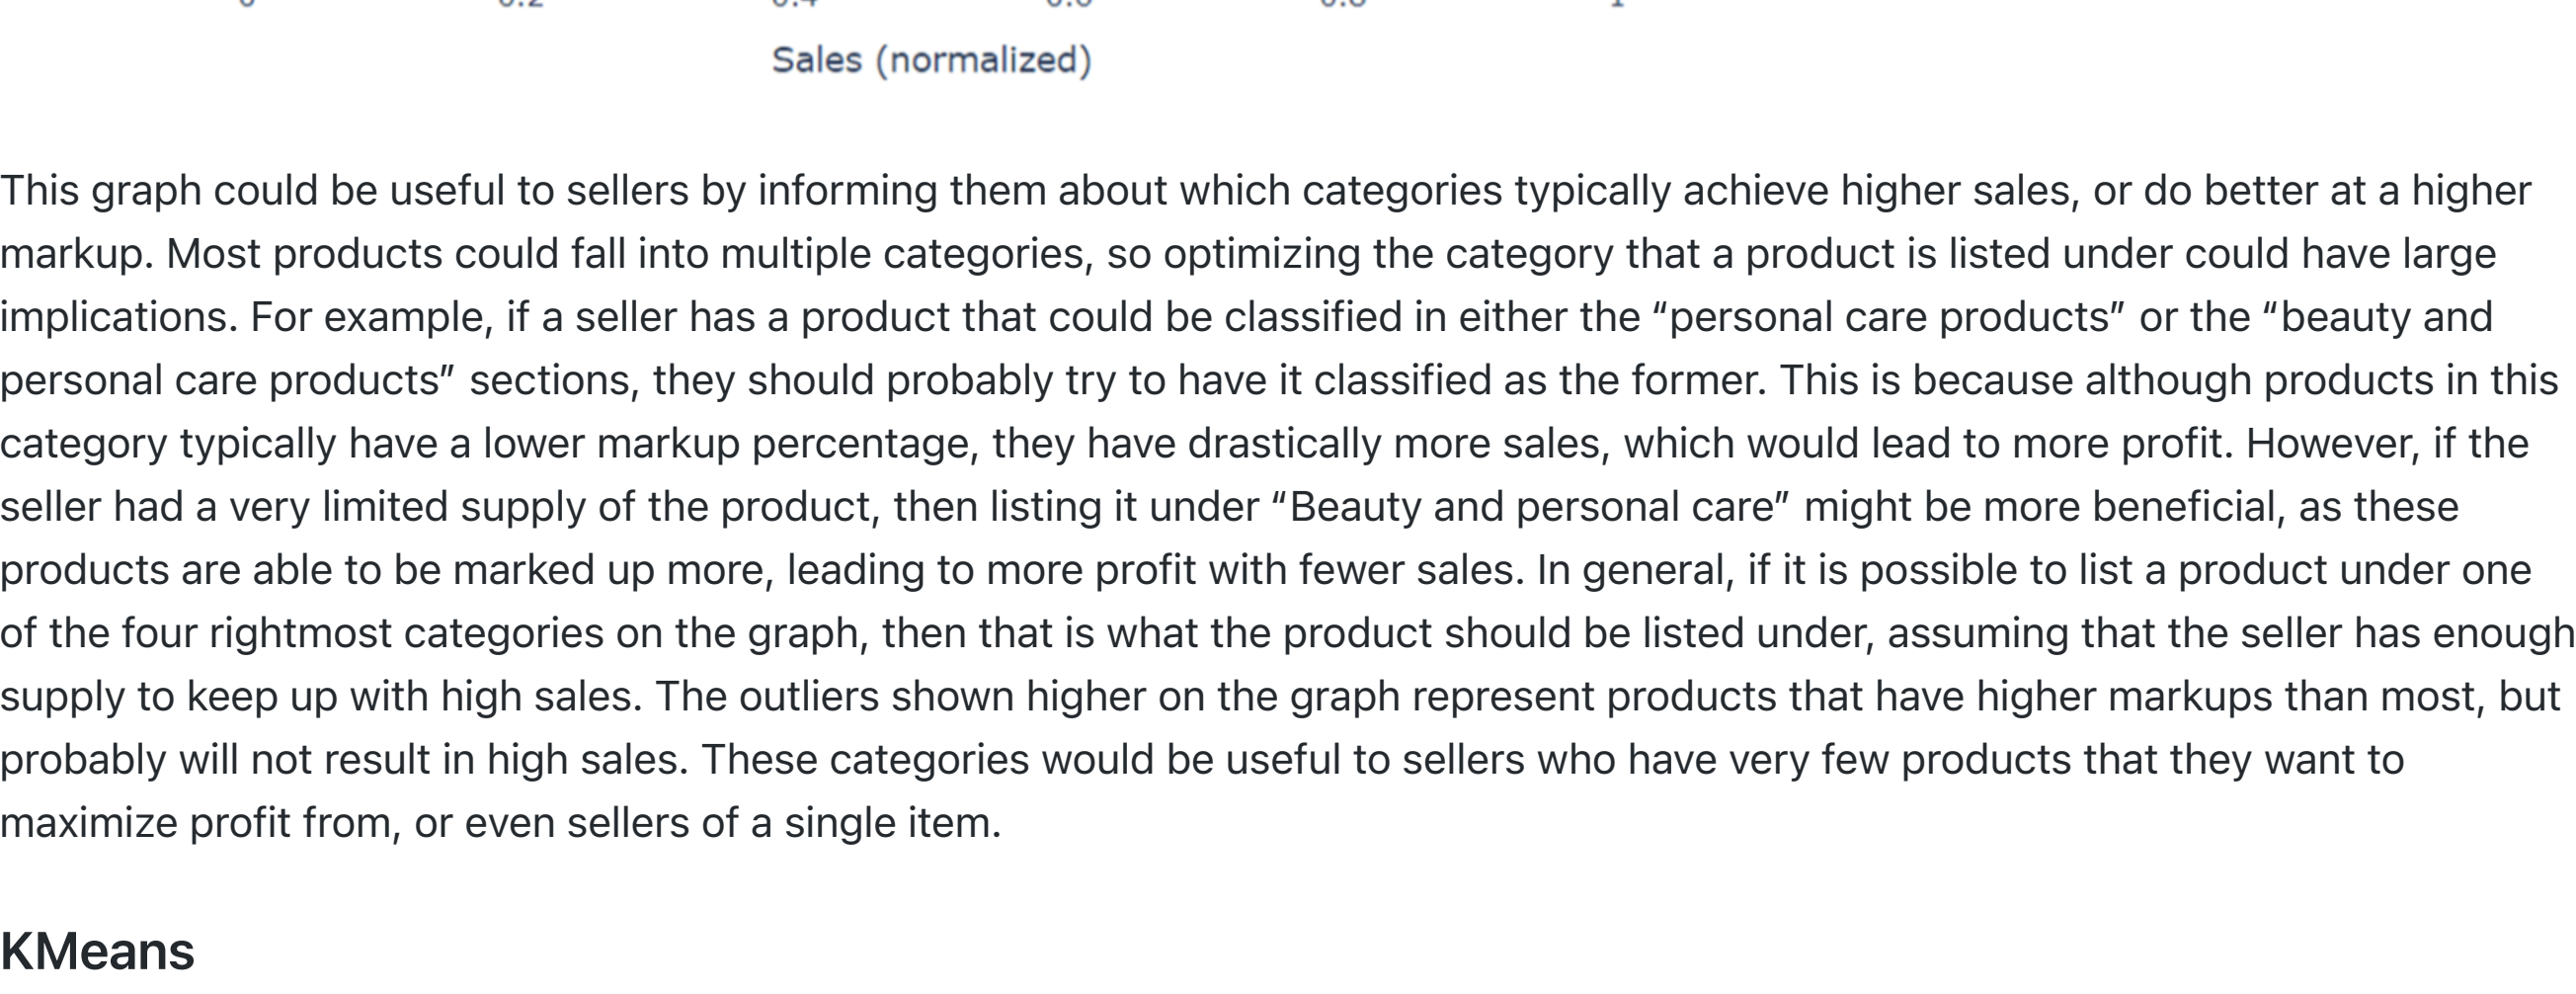 0 0.2 0.4 0.6 0.8 1
Sales (normalized)
This graph could be useful to sellers by informing them about which categories typically achieve higher sales, or do better at a higher
markup. Most products could fall into multiple categories, so optimizing the category that a product is listed under could have large
implications. For example, if a seller has a product that could be classified in either the “personal care products” or the “beauty and
personal care products” sections, they should probably try to have it classified as the former. This is because although products in this
category typically have a lower markup percentage, they have drastically more sales, which would lead to more profit. However, if the
seller had a very limited supply of the product, then listing it under “Beauty and personal care” might be more beneficial, as these
products are able to be marked up more, leading to more profit with fewer sales. In general, if it is possible to list a product under one
of the four rightmost categories on the graph, then that is what the product should be listed under, assuming that the seller has enough
supply to keep up with high sales. The outliers shown higher on the graph represent products that have higher markups than most, but
probably will not result in high sales. These categories would be useful to sellers who have very few products that they want to
maximize profit from, or even sellers of a single item.
KMeans